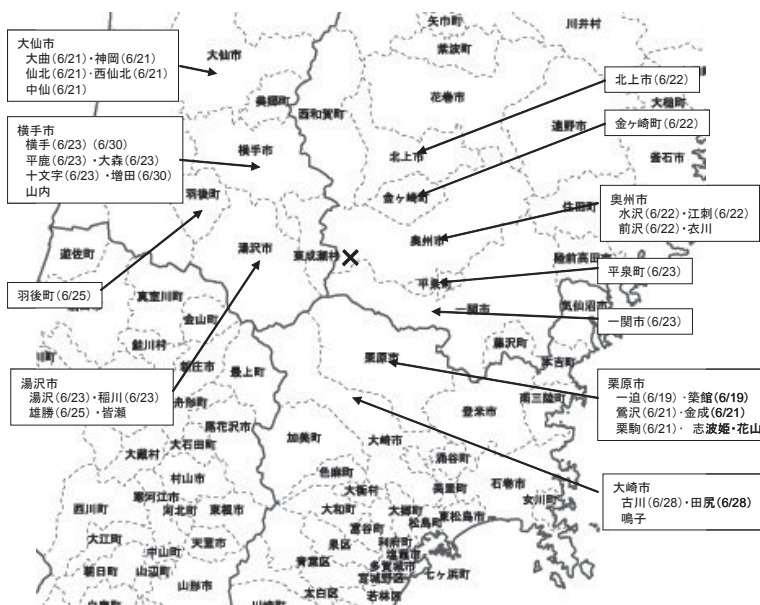 大仙市
大曲(6/21)・神岡(6/21)
仙北(6/21)・西仙北(6/21)
中仙(6/21)
横手市
横手(6/23) (6/30)
平鹿(6/23)・大森(6/23)
十文字(6/23)・増田(6/30)
山内
羽後町(6/25)
湯沢市
湯沢(6/23)・稲川(6/23)
雄勝(6/25)・皆瀬
北上市(6/22)
金ヶ崎町(6/22)
奥州市
水沢(6/22)・江刺(6/22)
前沢(6/22)・衣川
平泉町(6/23)
一関市(6/23)
栗原市
一迫(6/19)・築館(6/19)
鶯沢(6/21)・金成(6/21)
栗駒(6/21)・ 志波姫・花山
大崎市
古川(6/28)・田尻(6/28)
鳴子
矢巾町
川井村
紫波町
大仙市
花巻市
美郷町
西和賀町
大槌町
遠野市
横手市
北上市
釜石市
羽後町
金ヶ崎町
住田町
奥州市
湯沢市
東成瀬村
遊佐町
陸前高田市
平泉町
真室川町
気仙沼市
一関市
金山町
藤沢町
鮭川村
栗原市
本吉町
新庄市
最上町
南三陸町
舟形町
登米市
尾花沢市
加美町
大崎市
大石田町
大蔵村
涌谷町
色麻町
村山市
石巻市
美里町
大衡村
寒河江市
女川町
西川町
河北町
東根市
大和町
大郷町
東松島市
松島町
富谷町
大江町
天童市
利府町
泉区
中山町
塩竈市
青葉区
多賀城市
朝日町
山辺町
宮城野区
七ヶ浜町
山形市
太白区
若林区
川崎町